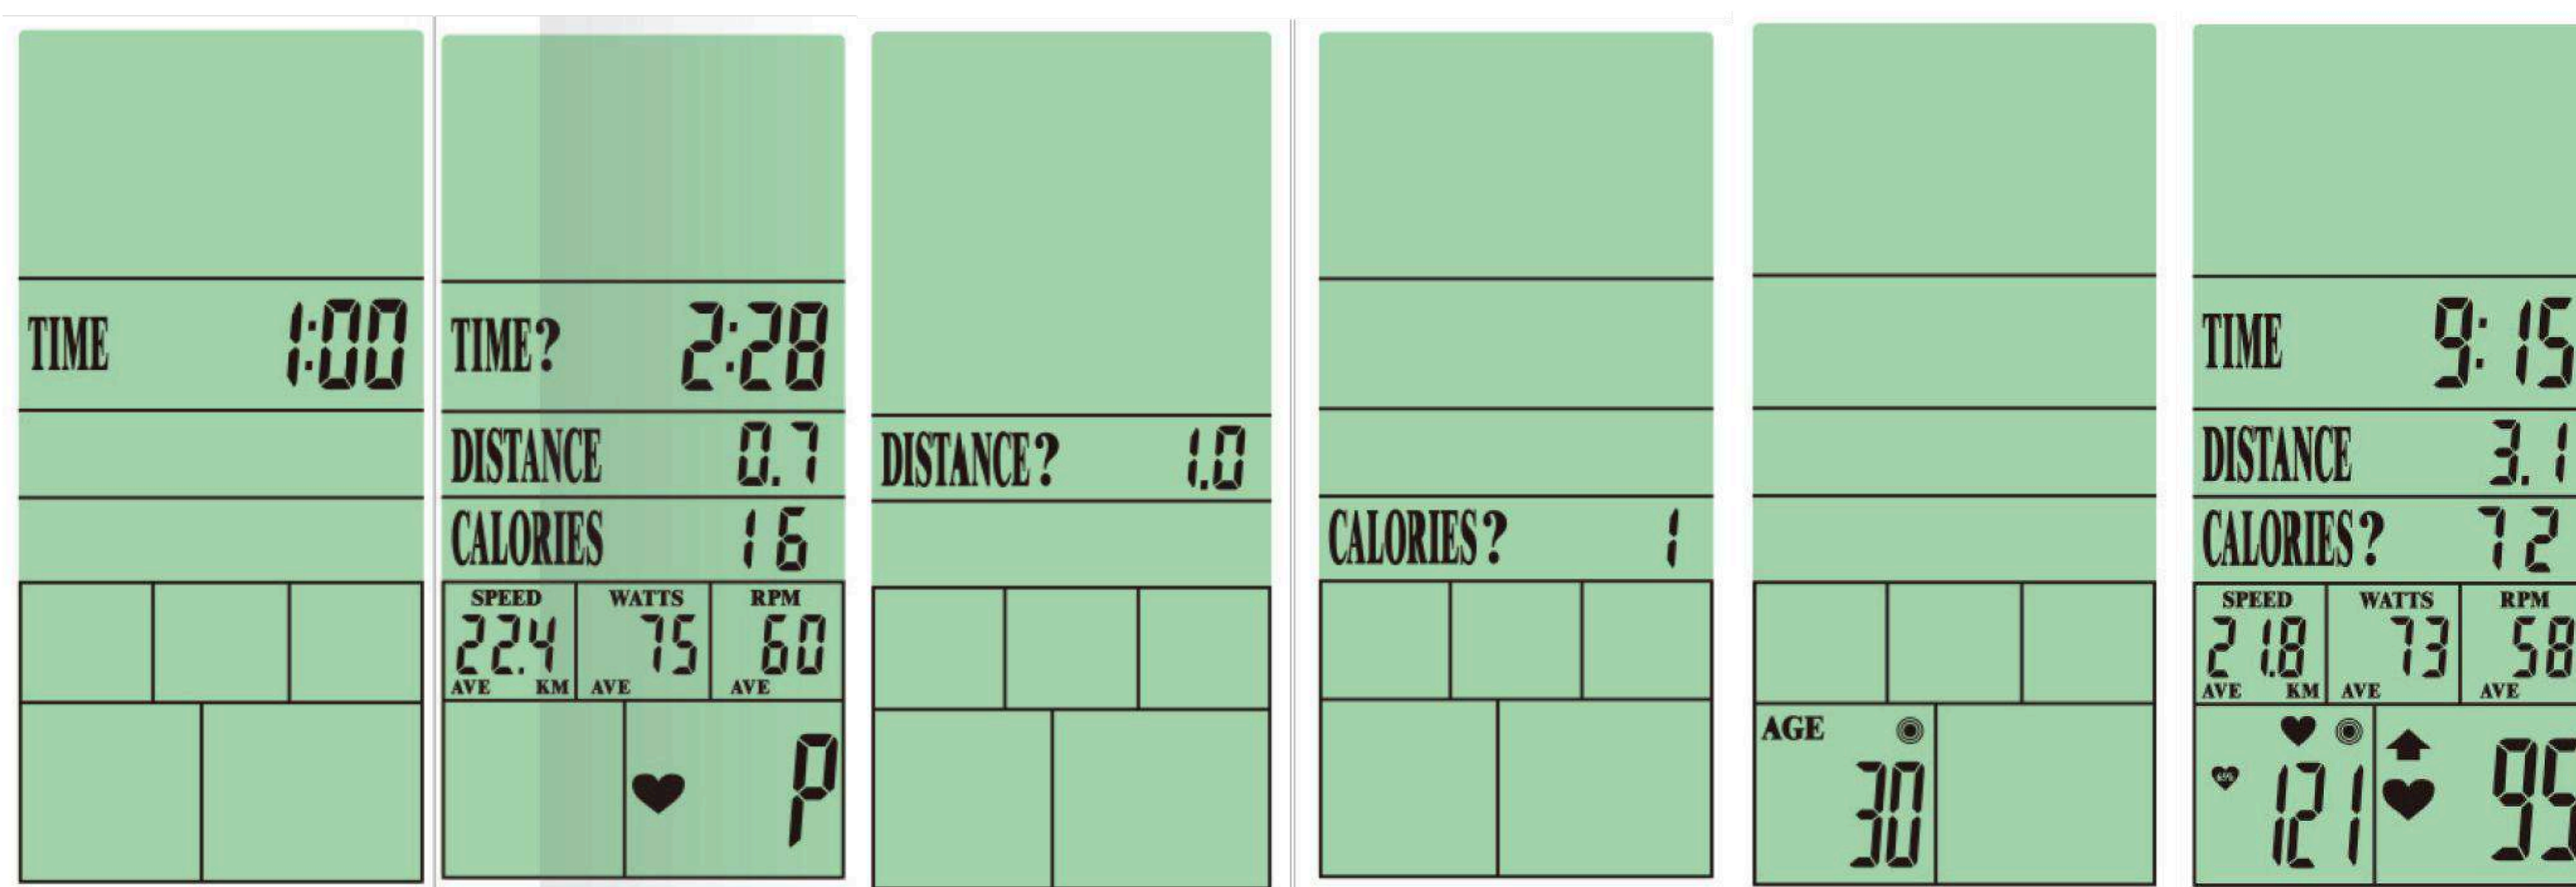 TIME 1:00
TIME? 2:28
DISTANCE 0.7
CALORIES 16
SPEED WATTS RPM
22.4 75 60
AVE KM AVE AVE
P
DISTANCE? 1.0
CALORIES? 1
AGE
30
TIME 9:15
DISTANCE 3.1
CALORIES? 72
SPEED WATTS RPM
21.8 73 58
AVE KM AVE AVE
65%
121 95